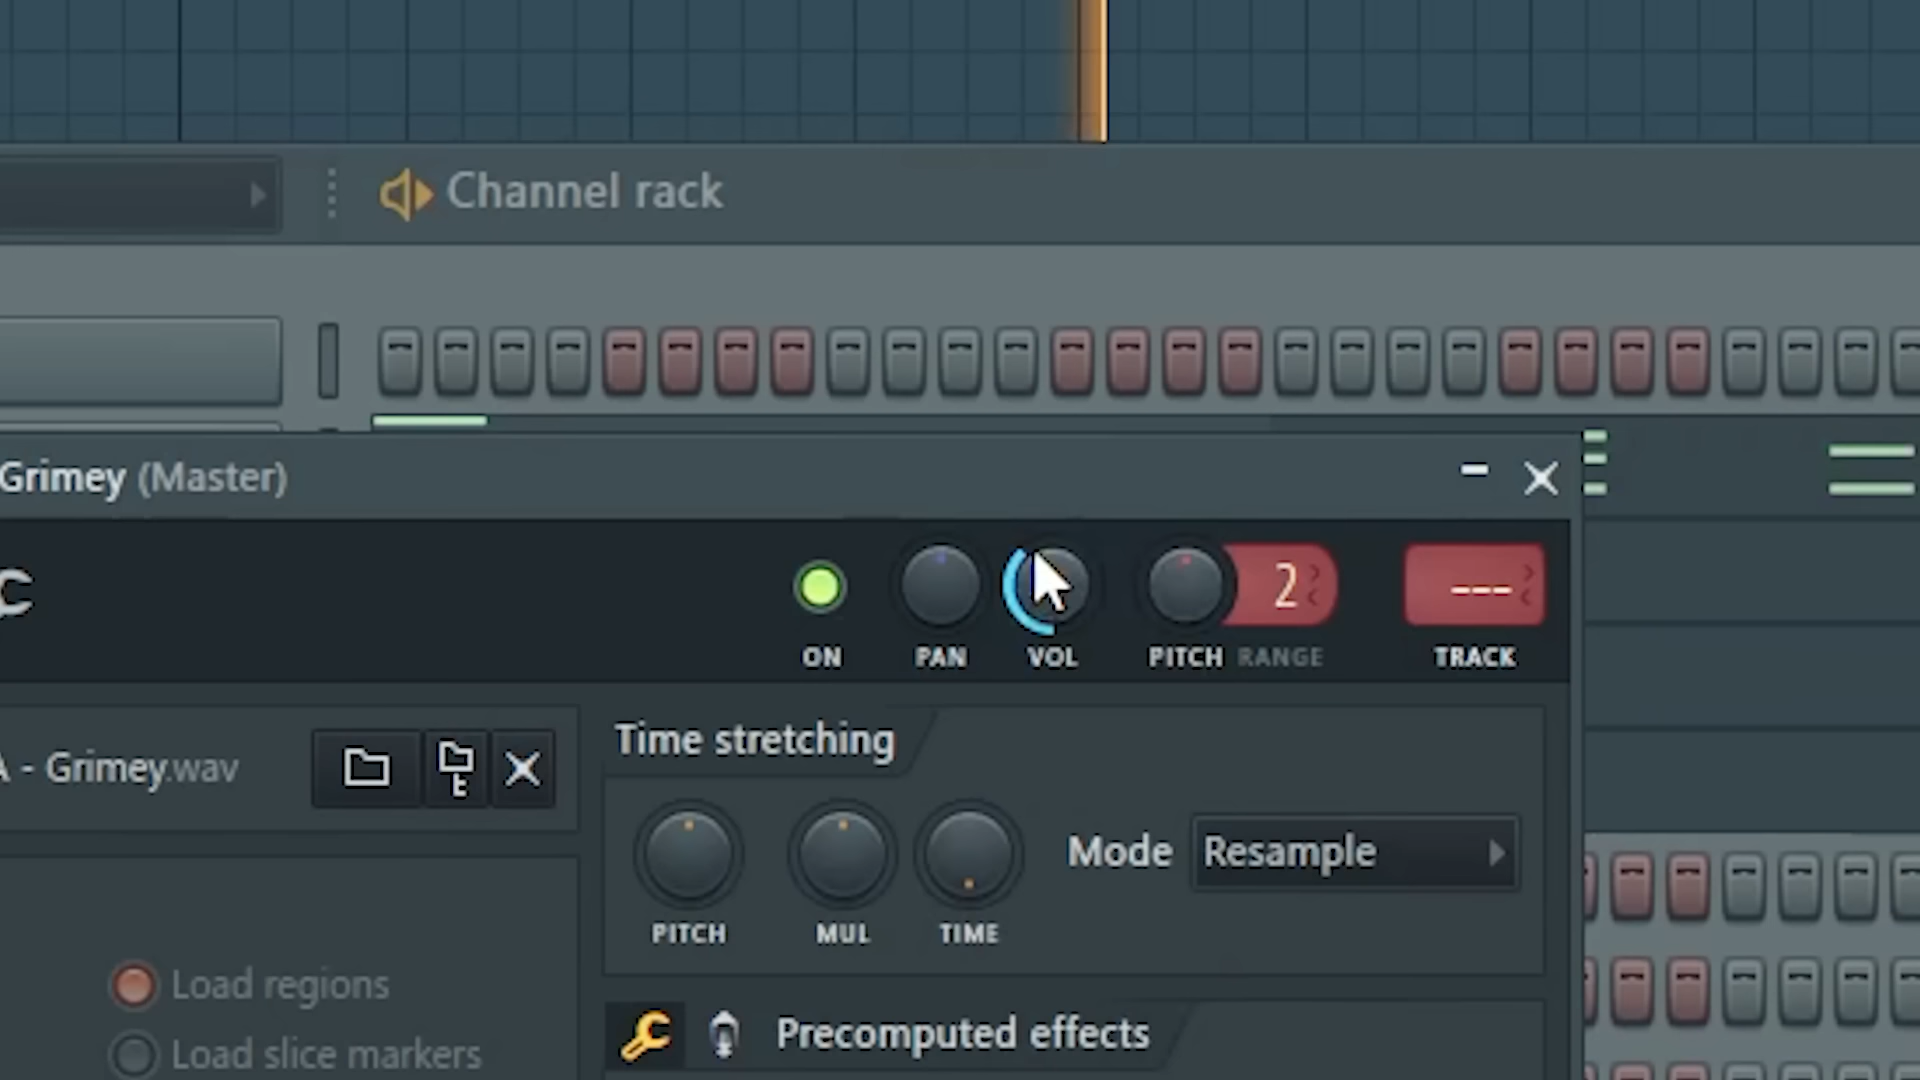 Channel rack
Grimey (Master)
C
2
---
ON PAN VOL PITCH RANGE TRACK
A - Grimey.wav
Time stretching
PITCH MUL TIME
Mode Resample
Load regions
Load slice markers
Precomputed effects